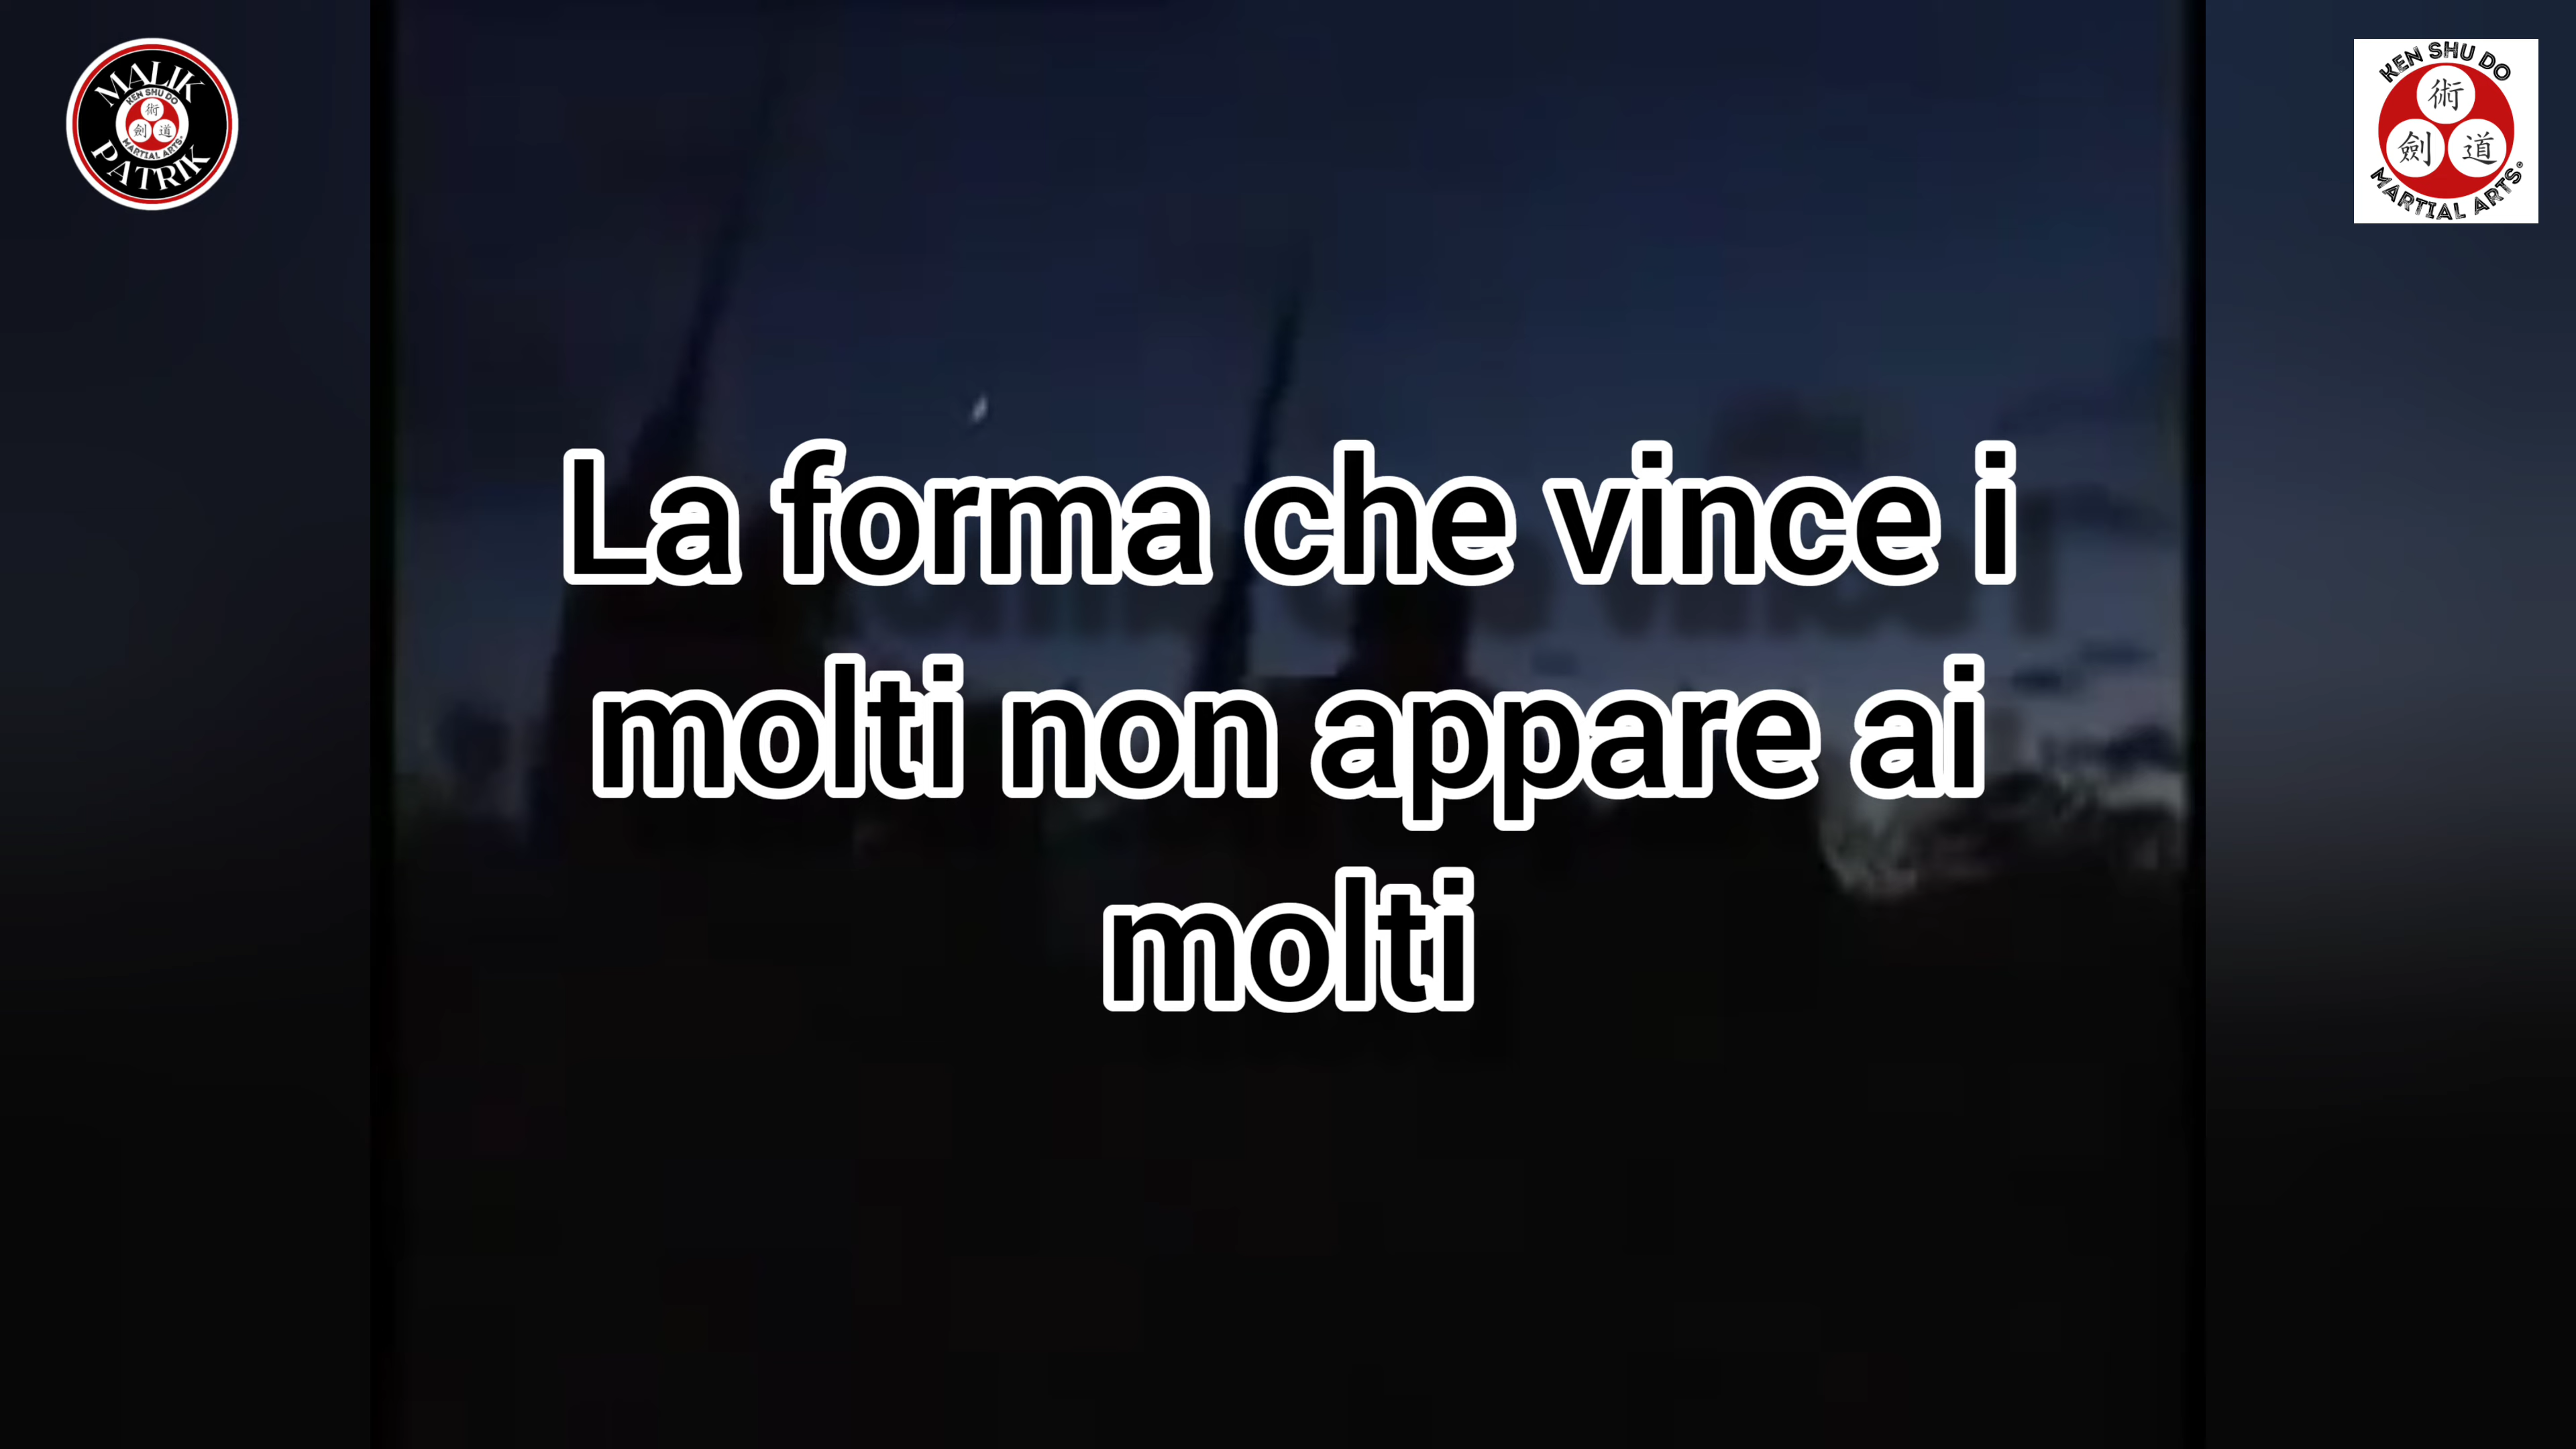 MALIK
KEN SHU DO
術
劍 道
MARTIAL ARTS
PATRIK
KEN SHU DO
術
劍 道
MARTIAL ARTS®
La forma che vince i
molti non appare ai
molti